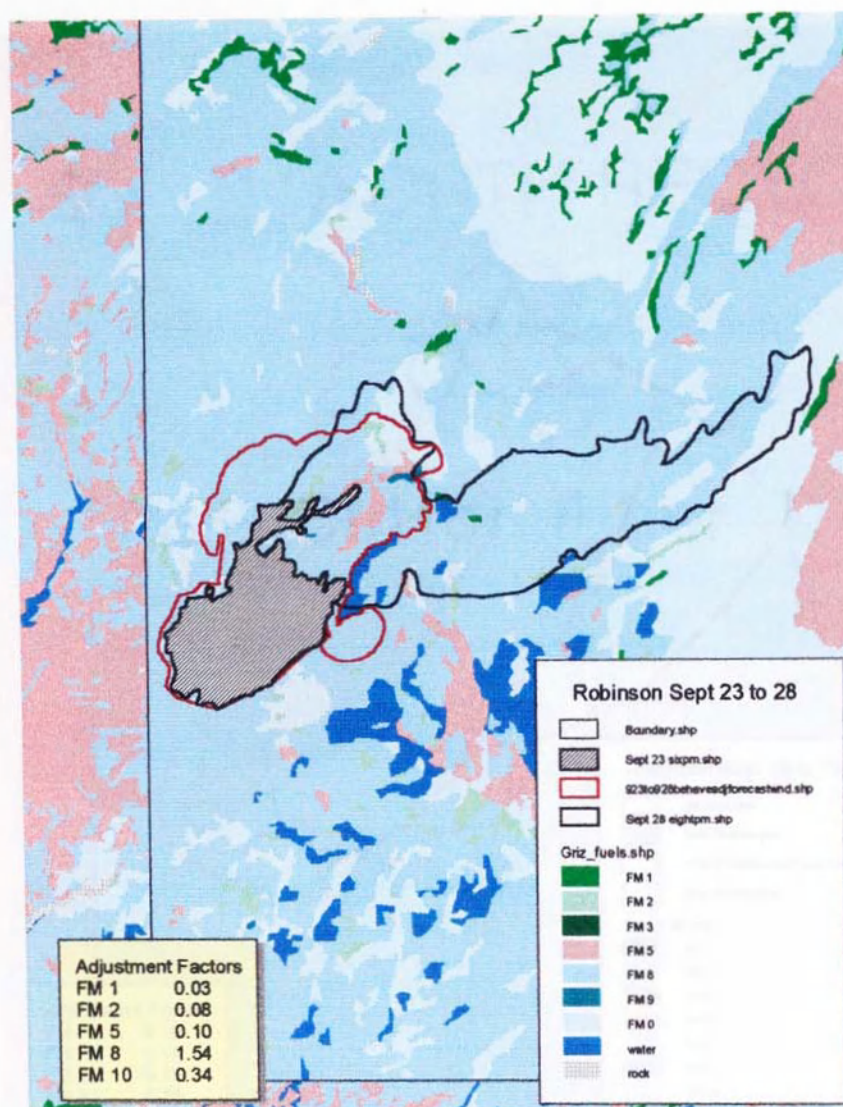 Robinson Sept 23 to 28
Boundary.shp
Sept 23 sixpm.shp
923to928behaveadjforecastwnd.shp
Sept 28 eightpm.shp
Griz_fuels.shp
FM 1
FM 2
FM 3
FM 5
FM 8
FM 9
FM 0
water
rock
Adjustment Factors
FM 1 0.03
FM 2 0.08
FM 5 0.10
FM 8 1.54
FM 10 0.34